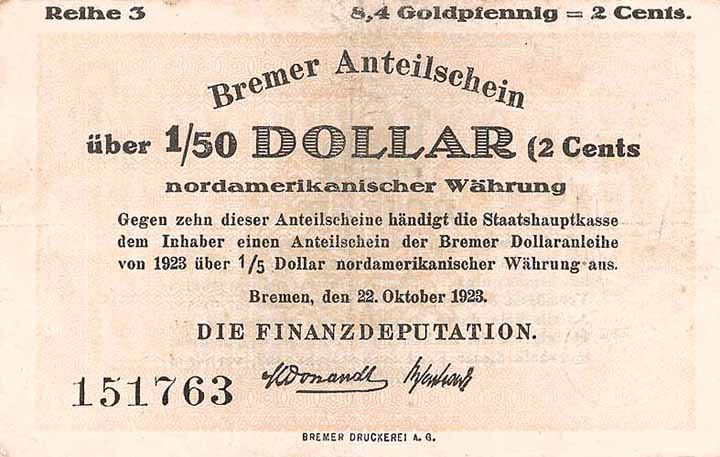 Reihe 3 8,4 Goldpfennig = 2 Cents.
Bremer Anteilschein
über 1/50 DOLLAR (2 Cents
nordamerikanischer Währung
Gegen zehn dieser Anteilscheine händigt die Staatshauptkasse
dem Inhaber einen Anteilschein der Bremer Dollaranleihe
von 1923 über 1/5 Dollar nordamerikanischer Währung aus.
Bremen, den 22. Oktober 1923.
DIE FINANZDEPUTATION.
151763 Donandt
BREMER DRUCKEREI A. G.